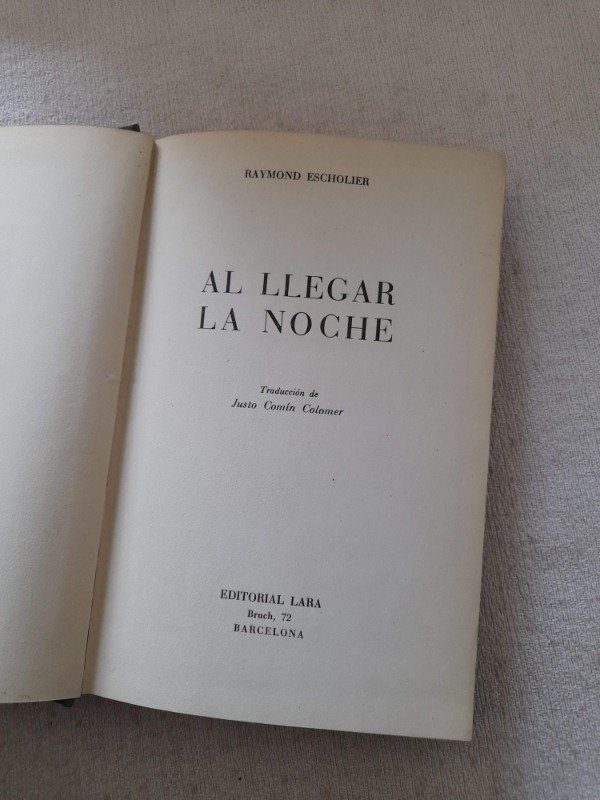 RAYMOND ESCHOLIER
AL LLEGAR
LA NOCHE
Traducción de
Justo Comín Colomer
EDITORIAL LARA
Bruch, 72
BARCELONA